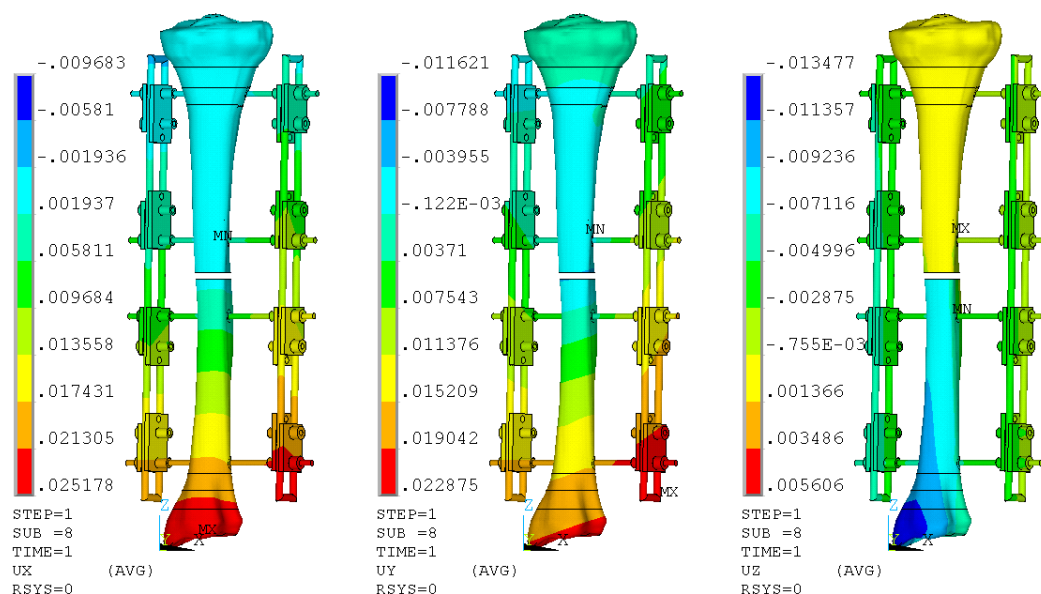 -.009683
-.00581
-.001936
.001937
.005811
.009684
.013558
.017431
.021305
.025178
MN
MX
Z
Y
X
STEP=1
SUB =8
TIME=1
UX (AVG)
RSYS=0
-.011621
-.007788
-.003955
-.122E-03
.00371
.007543
.011376
.015209
.019042
.022875
MN
MX
Z
X
STEP=1
SUB =8
TIME=1
UY (AVG)
RSYS=0
-.013477
-.011357
-.009236
-.007116
-.004996
-.002875
-.755E-03
.001366
.003486
.005606
MX
MN
Z
X
STEP=1
SUB =8
TIME=1
UZ (AVG)
RSYS=0